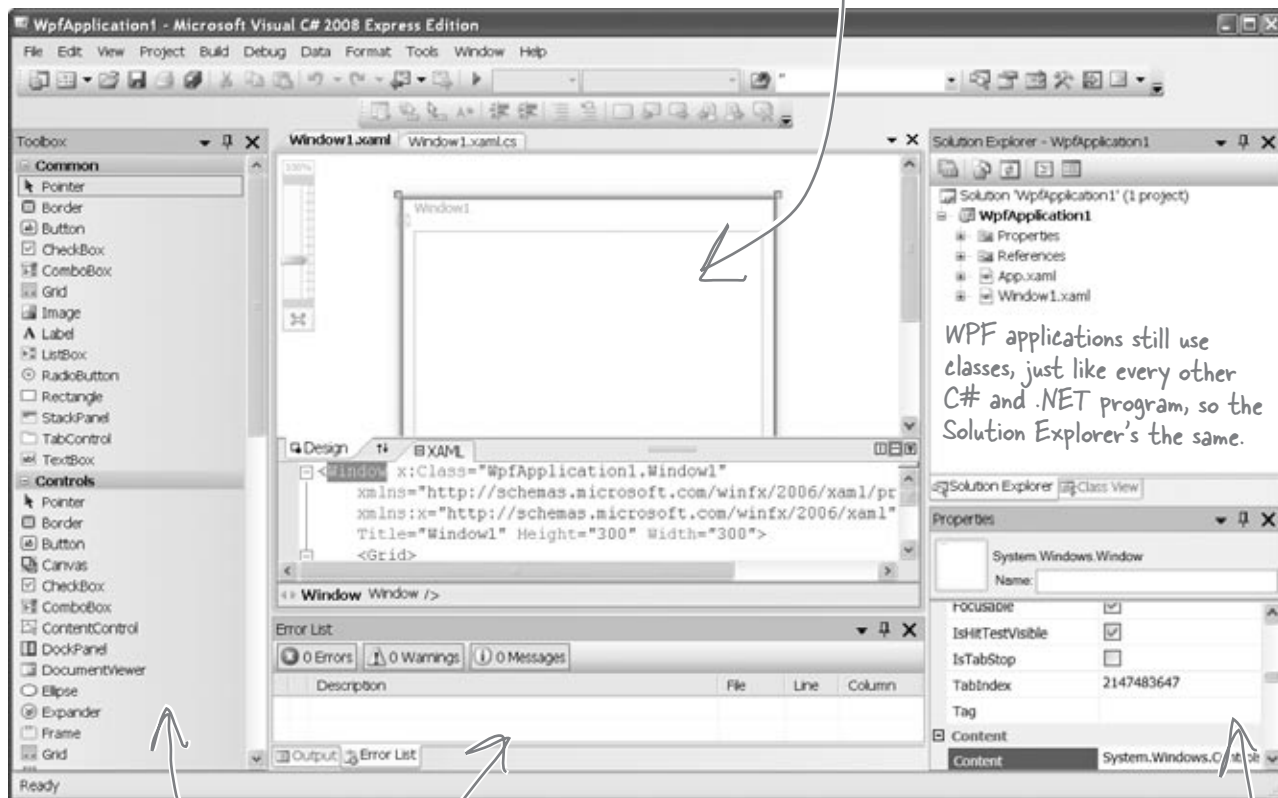 WpfApplication1 - Microsoft Visual C# 2008 Express Edition
File Edit View Project Build Debug Data Format Tools Window Help
Toolbox
Common
Pointer
Border
Button
CheckBox
ComboBox
Grid
Image
Label
ListBox
RadioButton
Rectangle
StackPanel
TabControl
TextBox
Controls
Pointer
Border
Button
Canvas
CheckBox
ComboBox
ContentControl
DockPanel
DocumentViewer
Ellipse
Expander
Frame
Grid
Window1.xaml Window1.xaml.cs
100%
Window1
Design XAML
<Window x:Class="WpfApplication1.Window1"
xmlns="http://schemas.microsoft.com/winfx/2006/xaml/pr
xmlns:x="http://schemas.microsoft.com/winfx/2006/xaml"
Title="Window1" Height="300" Width="300">
<Grid>
Window Window />
Error List
0 Errors 0 Warnings 0 Messages
Description File Line Column
Output Error List
Solution Explorer - WpfApplication1
Solution 'WpfApplication1' (1 project)
WpfApplication1
Properties
References
App.xaml
Window1.xaml
WPF applications still use
classes, just like every other
C# and .NET program, so the
Solution Explorer's the same.
Solution Explorer Class View
Properties
System.Windows.Window
Name:
Focusable
IsHitTestVisible
IsTabStop
TabIndex 2147483647
Tag
Content
Content System.Windows.Controls
Ready